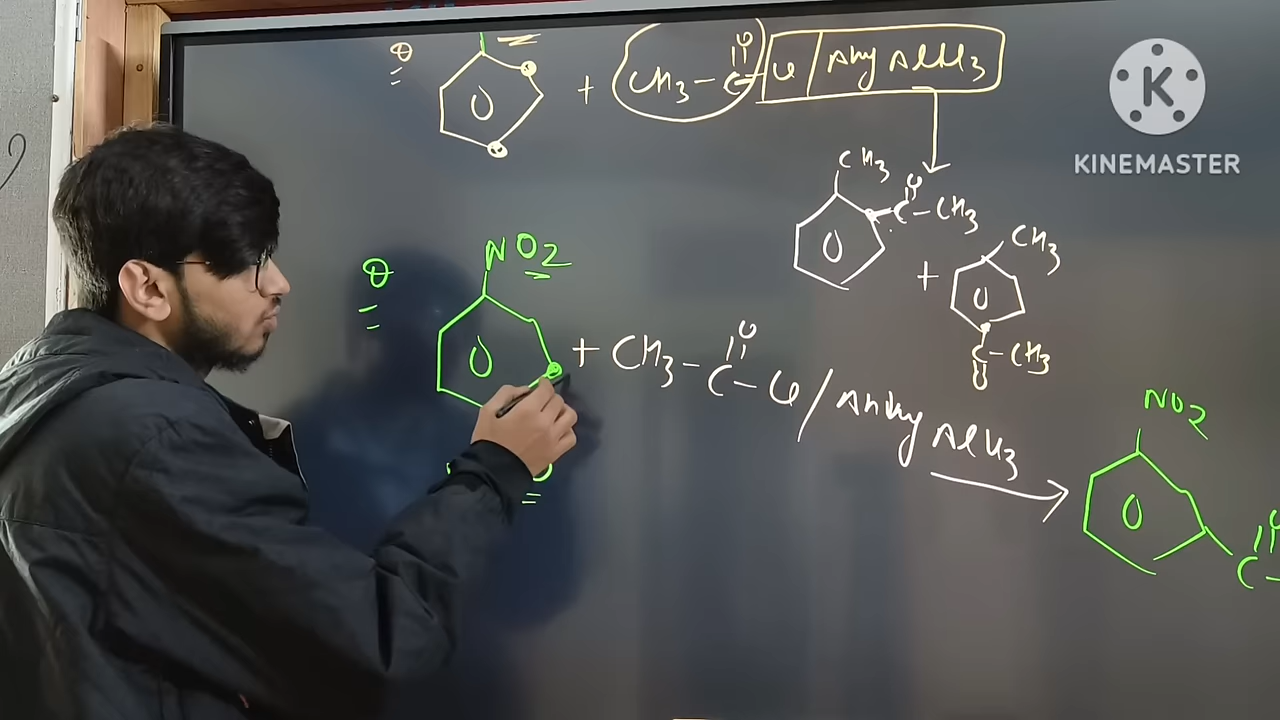 + CH3 - C - Cl / Anhy AlCl3
O
CH3
C - CH3
O
+
CH3
C - CH3
O
NO2
+ CH3 - C - Cl / Anhy AlCl3
O
NO2
C -
O
K
KINEMASTER